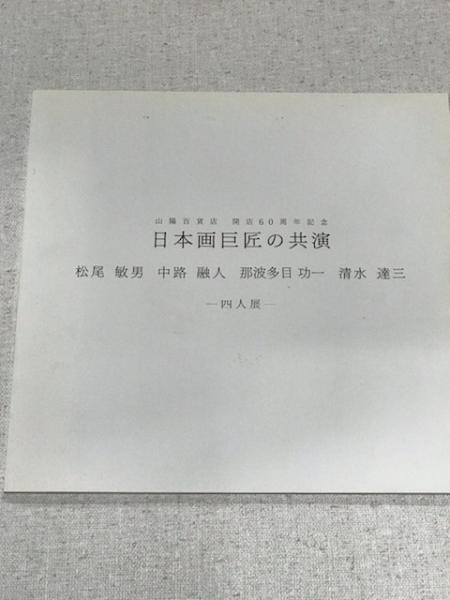 山陽百貨店 開店60周年記念
日本画巨匠の共演
松尾 敏男 中路 融人 那波多目 功一 清水 達三
―四人展―